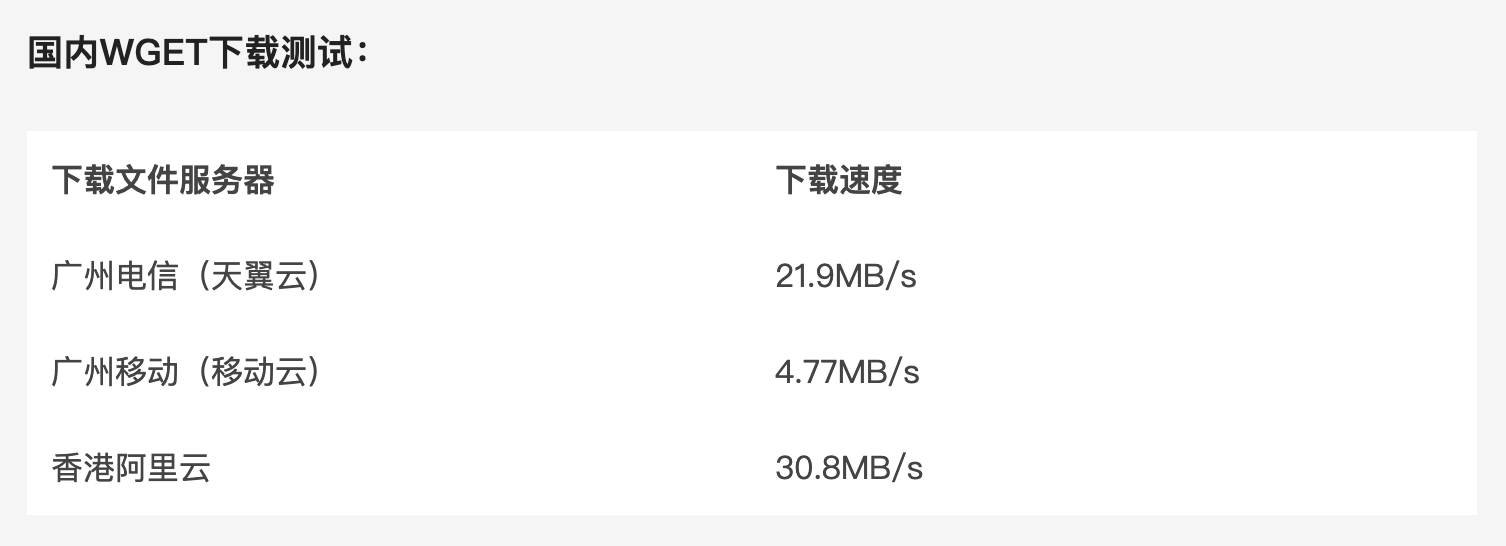 国内WGET下载测试：
下载文件服务器 下载速度
广州电信（天翼云） 21.9MB/s
广州移动（移动云） 4.77MB/s
香港阿里云 30.8MB/s